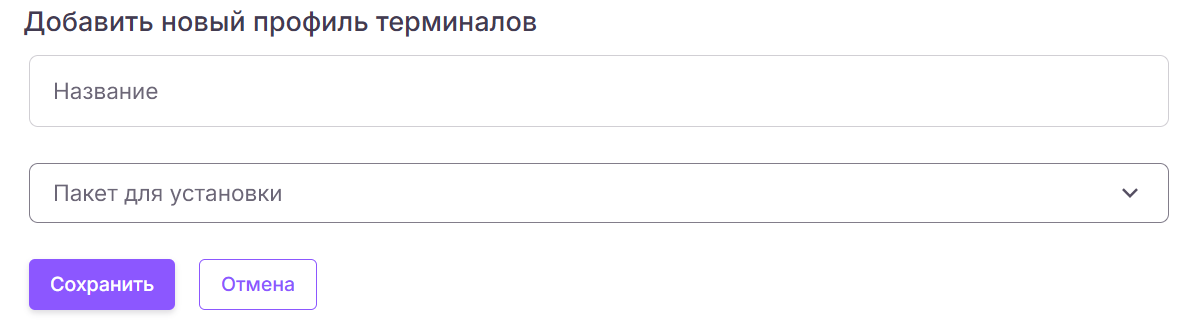 Добавить новый профиль терминалов
Название
Пакет для установки
Сохранить Отмена